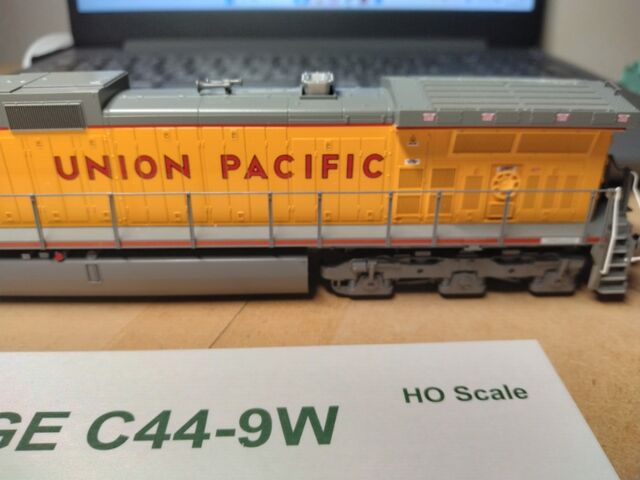 UNION PACIFIC
HO Scale
GE C44-9W